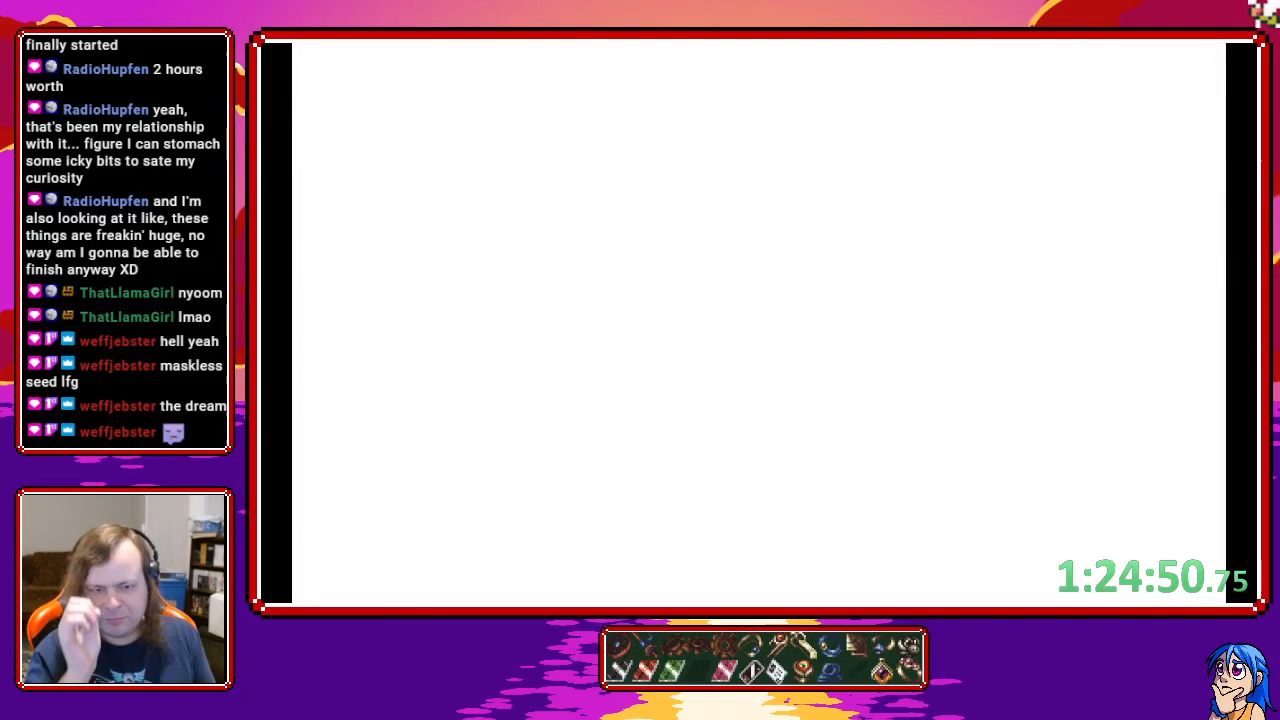 finally started
RadioHupfen 2 hours
worth
RadioHupfen yeah,
that's been my relationship
with it... figure I can stomach
some icky bits to sate my
curiosity
RadioHupfen and I'm
also looking at it like, these
things are freakin' huge, no
way am I gonna be able to
finish anyway XD
ThatLlamaGirl nyoom
ThatLlamaGirl lmao
weffjebster hell yeah
weffjebster maskless
seed lfg
weffjebster the dream
weffjebster
1:24:50.75